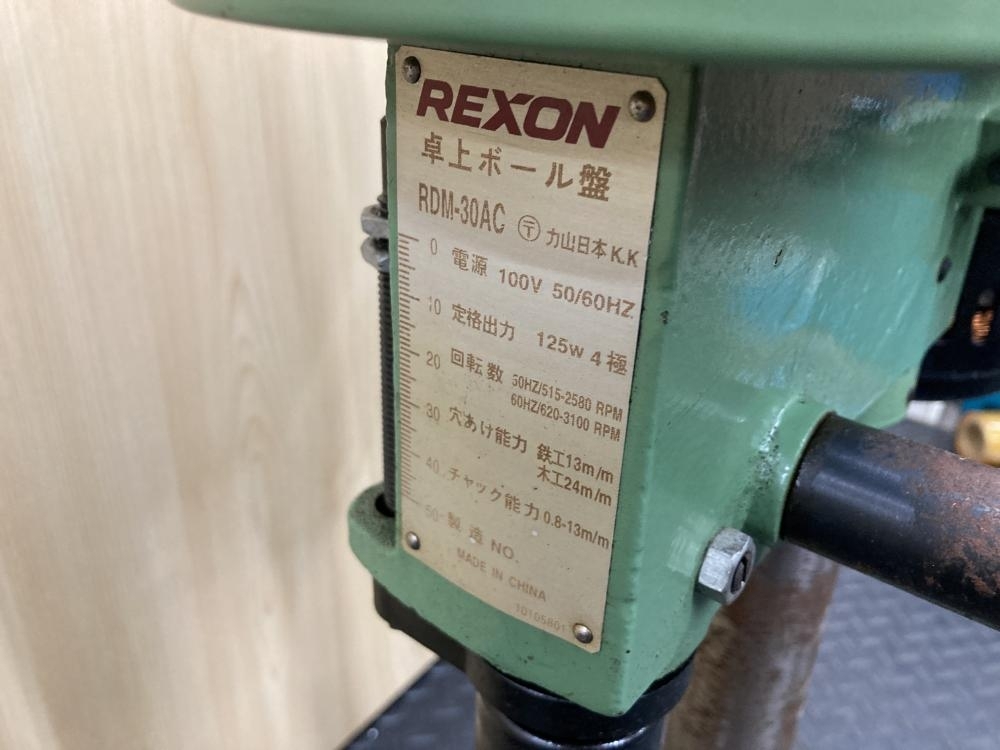 REXON
卓上ボール盤
RDM-30AC 〒 力山日本K.K
0 電源 100V 50/60HZ
10 定格出力 125W 4極
20 回転数 50HZ/515-2580 RPM
60HZ/620-3100 RPM
30 穴あけ能力 鉄工13m/m
木工24m/m
40 チャック能力 0.8-13m/m
50 製造 NO.
MADE IN CHINA
10105801